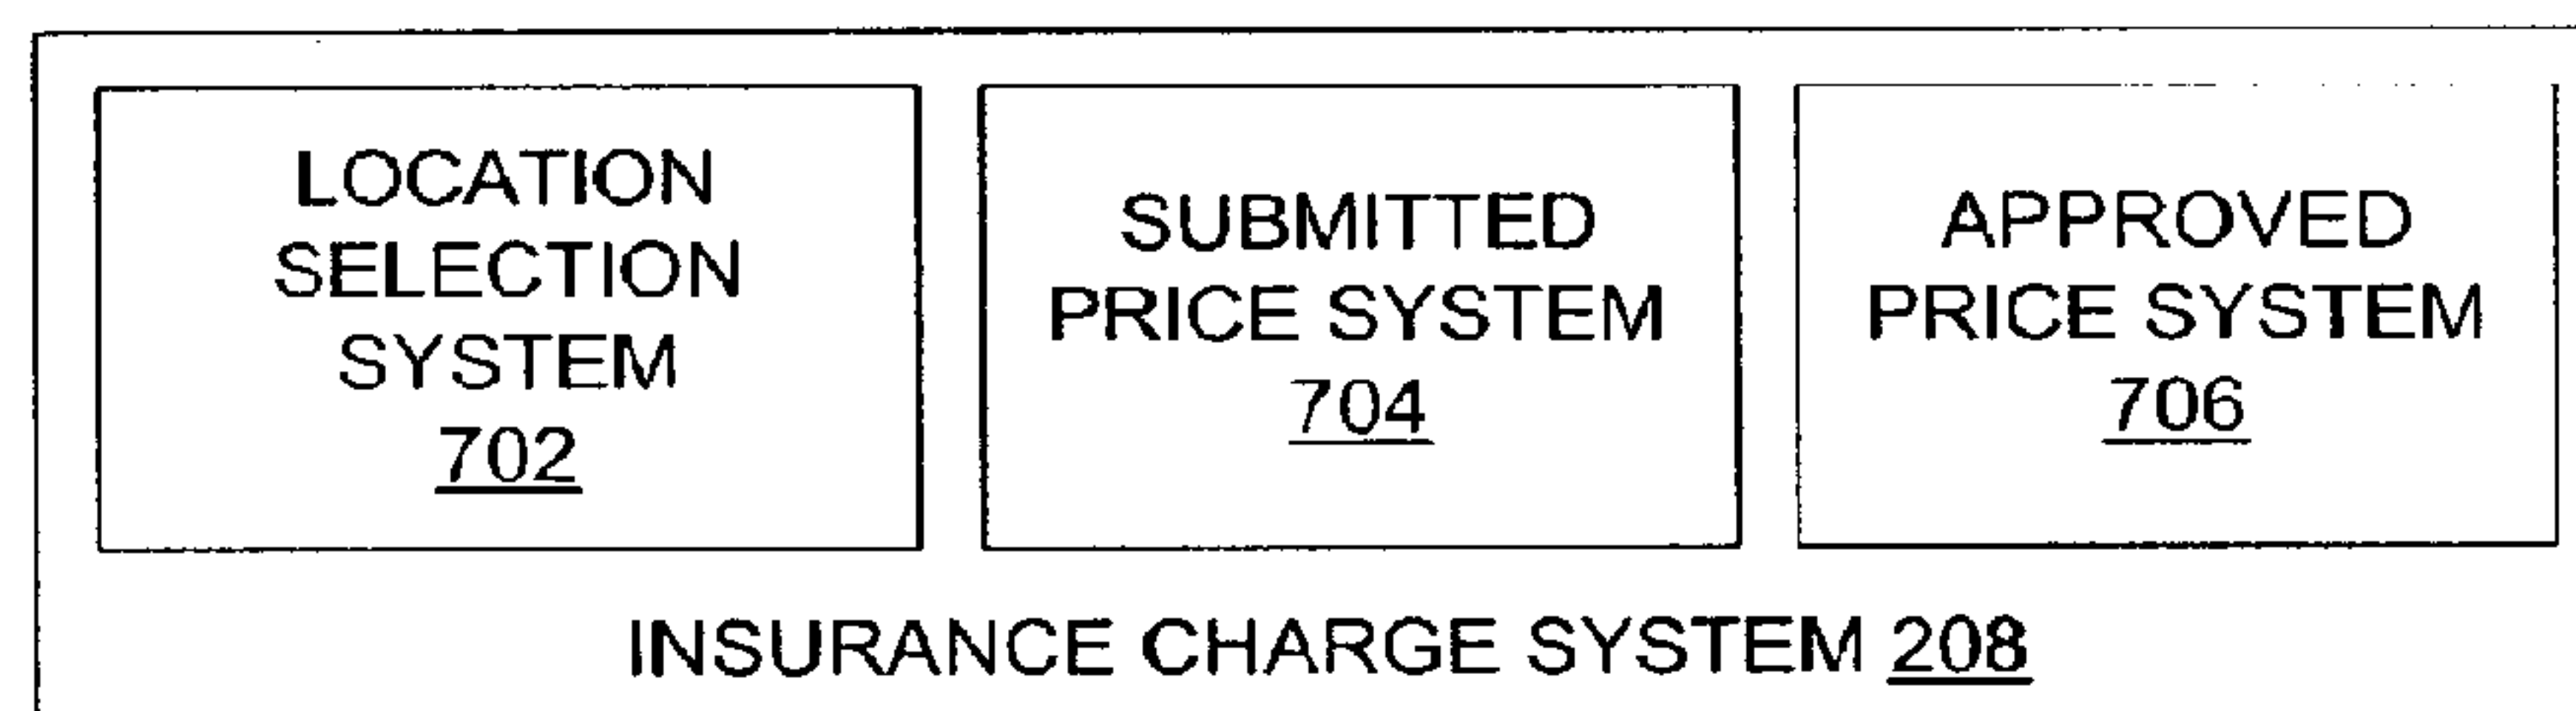 LOCATION
SELECTION
SYSTEM
702
SUBMITTED
PRICE SYSTEM
704
APPROVED
PRICE SYSTEM
706
INSURANCE CHARGE SYSTEM 208